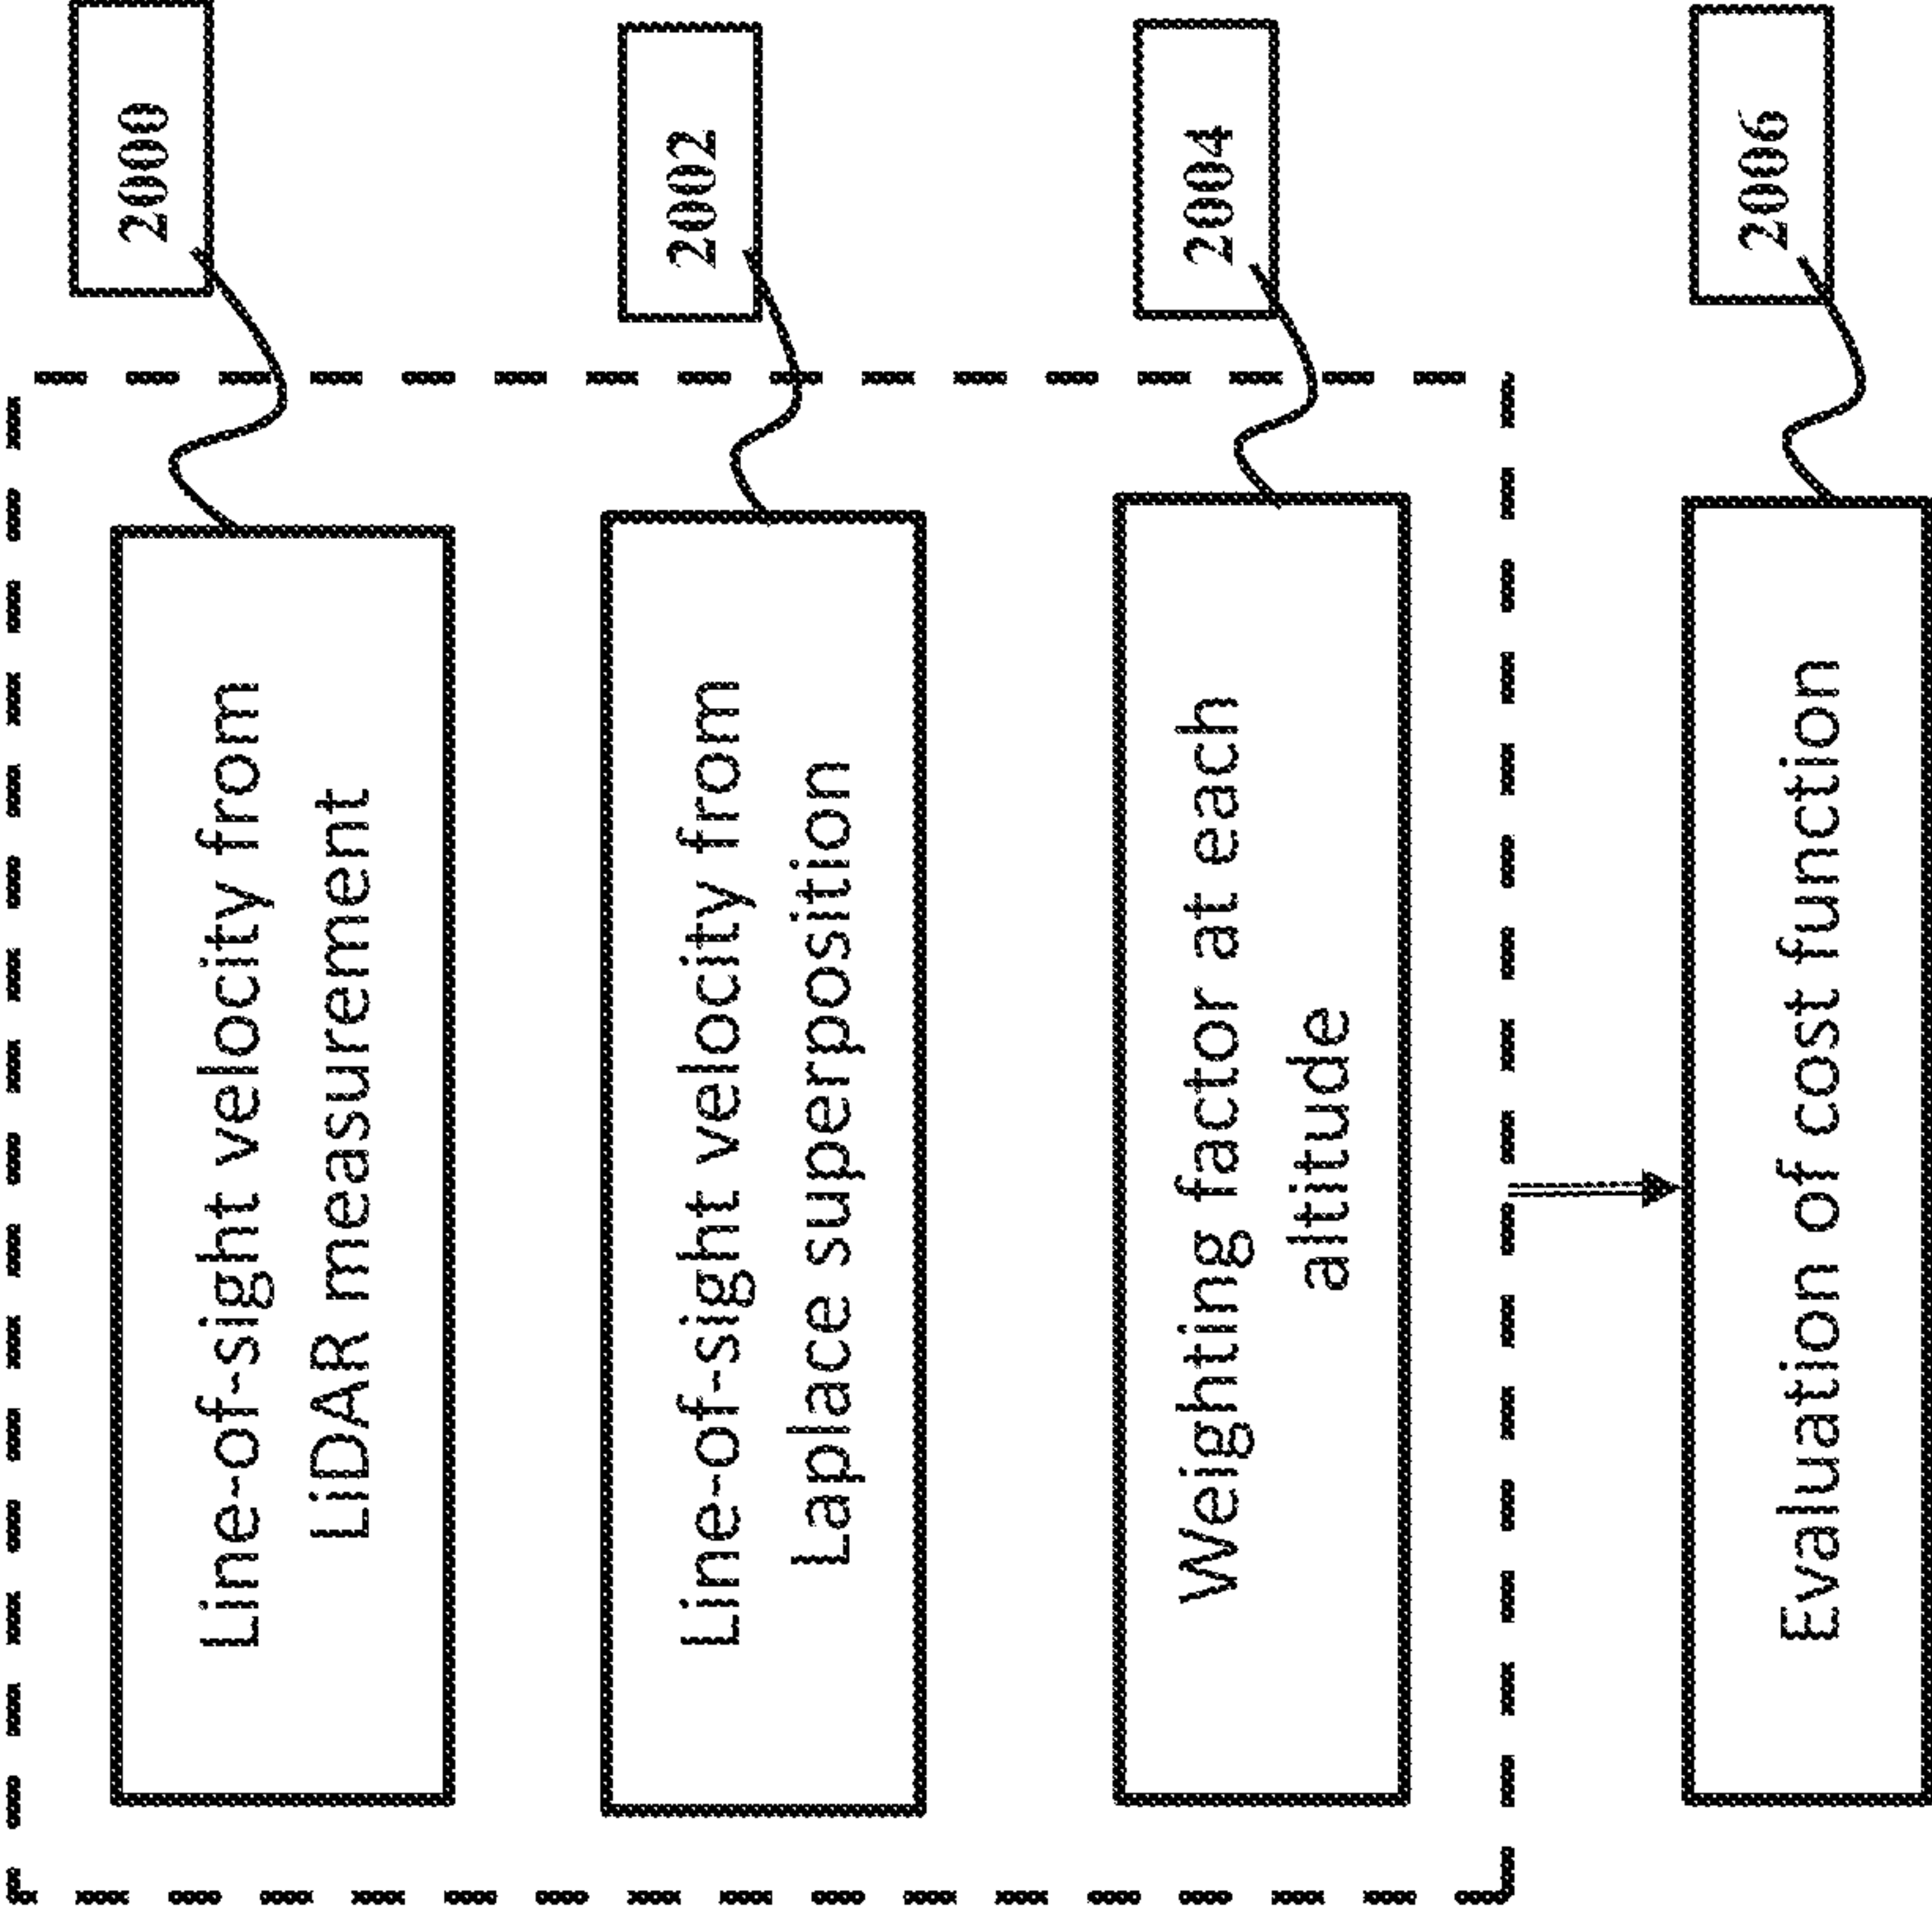 Line-of-sight velocity from
LiDAR measurement
2000
Line-of-sight velocity from
Laplace superposition
2002
Weighting factor at each
altitude
2004
Evaluation of cost function
2006